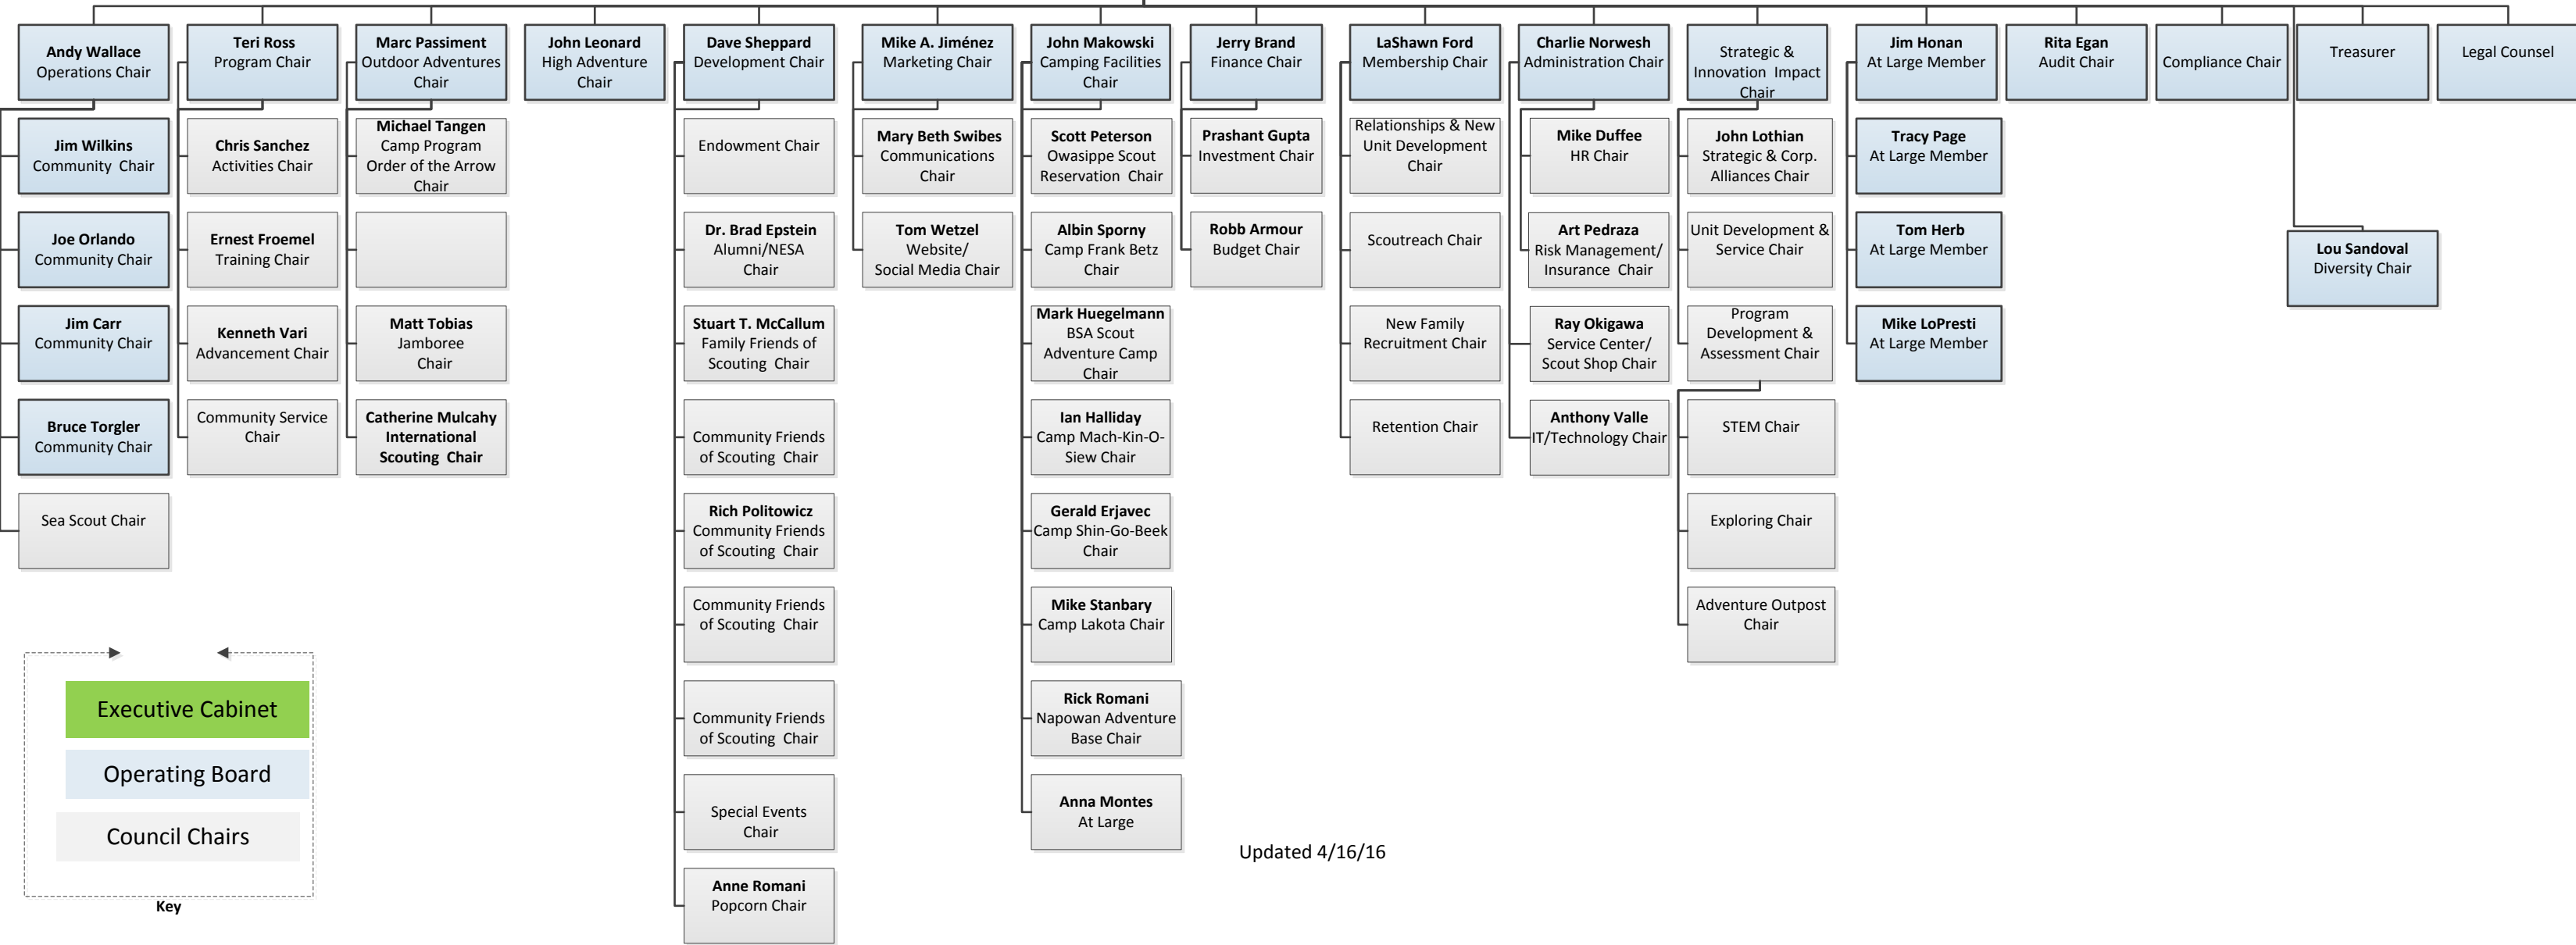 Andy Wallace
Operations Chair
Jim Wilkins
Community Chair
Joe Orlando
Community Chair
Jim Carr
Community Chair
Bruce Torgler
Community Chair
Sea Scout Chair
Teri Ross
Program Chair
Chris Sanchez
Activities Chair
Ernest Froemel
Training Chair
Kenneth Vari
Advancement Chair
Community Service
Chair
Marc Passiment
Outdoor Adventures
Chair
Michael Tangen
Camp Program
Order of the Arrow
Chair
Matt Tobias
Jamboree
Chair
Catherine Mulcahy
International
Scouting Chair
John Leonard
High Adventure
Chair
Dave Sheppard
Development Chair
Endowment Chair
Dr. Brad Epstein
Alumni/NESA
Chair
Stuart T. McCallum
Family Friends of
Scouting Chair
Community Friends
of Scouting Chair
Rich Politowicz
Community Friends
of Scouting Chair
Community Friends
of Scouting Chair
Community Friends
of Scouting Chair
Special Events
Chair
Anne Romani
Popcorn Chair
Mike A. Jiménez
Marketing Chair
Mary Beth Swibes
Communications
Chair
Tom Wetzel
Website/
Social Media Chair
John Makowski
Camping Facilities
Chair
Scott Peterson
Owasippe Scout
Reservation Chair
Albin Sporny
Camp Frank Betz
Chair
Mark Huegelmann
BSA Scout
Adventure Camp
Chair
Ian Halliday
Camp Mach-Kin-O-
Siew Chair
Gerald Erjavec
Camp Shin-Go-Beek
Chair
Mike Stanbary
Camp Lakota Chair
Rick Romani
Napowan Adventure
Base Chair
Anna Montes
At Large
Jerry Brand
Finance Chair
Prashant Gupta
Investment Chair
Robb Armour
Budget Chair
LaShawn Ford
Membership Chair
Relationships & New
Unit Development
Chair
Scoutreach Chair
New Family
Recruitment Chair
Retention Chair
Charlie Norwesh
Administration Chair
Mike Duffee
HR Chair
Art Pedraza
Risk Management/
Insurance Chair
Ray Okigawa
Service Center/
Scout Shop Chair
Anthony Valle
IT/Technology Chair
Strategic &
Innovation Impact
Chair
John Lothian
Strategic & Corp.
Alliances Chair
Unit Development &
Service Chair
Program
Development &
Assessment Chair
STEM Chair
Exploring Chair
Adventure Outpost
Chair
Jim Honan
At Large Member
Tracy Page
At Large Member
Tom Herb
At Large Member
Mike LoPresti
At Large Member
Rita Egan
Audit Chair
Compliance Chair
Treasurer
Lou Sandoval
Diversity Chair
Legal Counsel
Executive Cabinet
Operating Board
Council Chairs
Key
Updated 4/16/16